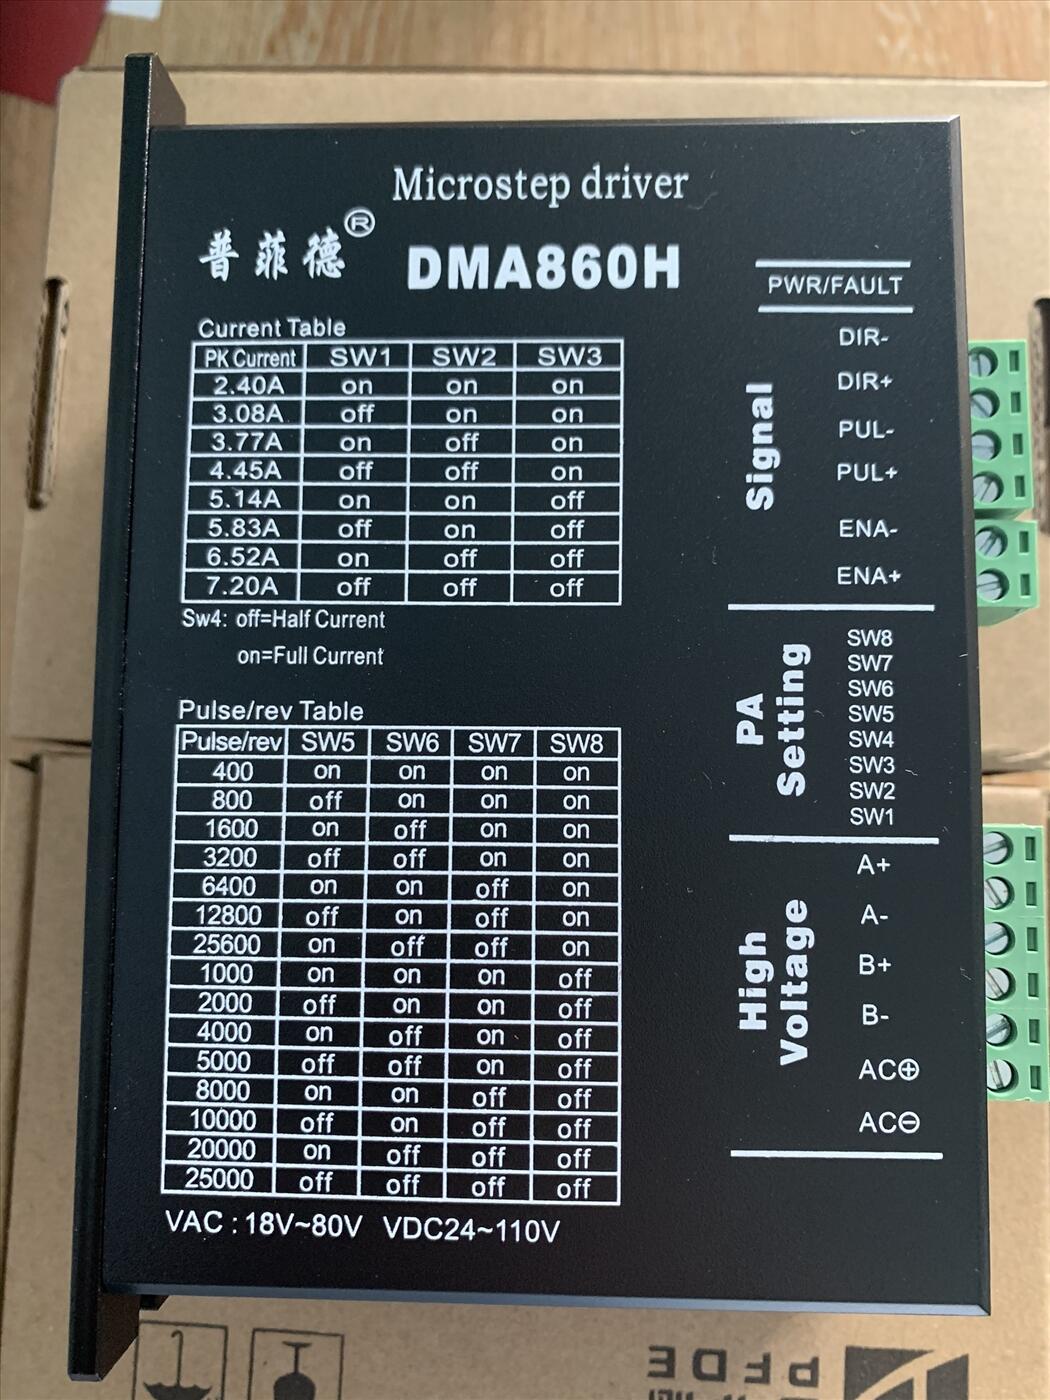 Microstep driver
普菲德®
DMA860H
Current Table
PK Current SW1 SW2 SW3
2.40A on on on
3.08A off on on
3.77A on off on
4.45A off off on
5.14A on on off
5.83A off on off
6.52A on off off
7.20A off off off
Sw4: off=Half Current
on=Full Current
Pulse/rev Table
Pulse/rev SW5 SW6 SW7 SW8
400 on on on on
800 off on on on
1600 on off on on
3200 off off on on
6400 on on off on
12800 off on off on
25600 on off off on
1000 on on on off
2000 off on on off
4000 on off on off
5000 off off on off
8000 on on off off
10000 off on off off
20000 on off off off
25000 off off off off
VAC : 18V~80V VDC24~110V
PWR/FAULT
Signal
DIR-
DIR+
PUL-
PUL+
ENA-
ENA+
PA
Setting
SW8
SW7
SW6
SW5
SW4
SW3
SW2
SW1
High
Voltage
A+
A-
B+
B-
AC⊕
AC⊖
PFDE